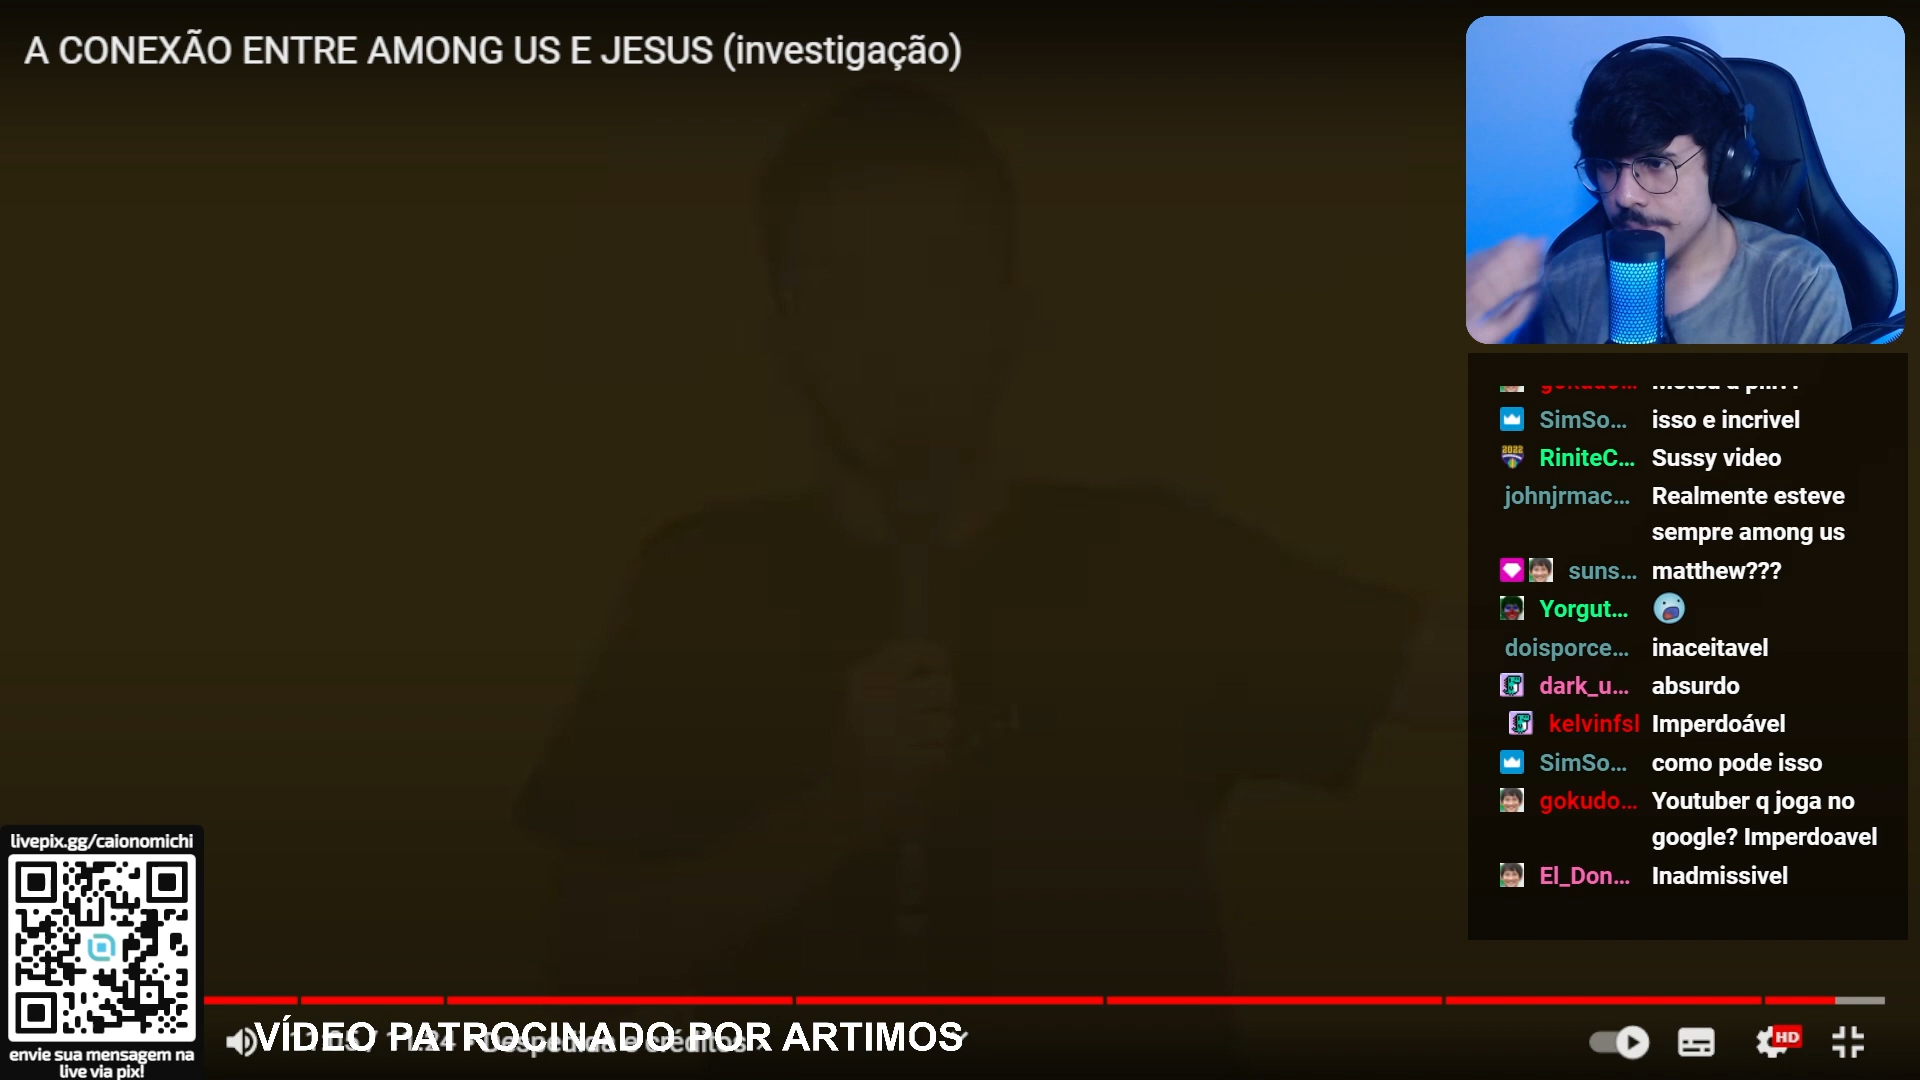 A CONEXÃO ENTRE AMONG US E JESUS (investigação)
SimSo... isso e incrivel
RiniteC... Sussy video
johnjrmac... Realmente esteve
sempre among us
suns... matthew???
Yorgut...
doisporce... inaceitavel
dark_u... absurdo
kelvinfsl Imperdoável
SimSo... como pode isso
gokudo... Youtuber q joga no
google? Imperdoavel
El_Don... Inadmissivel
livepix.gg/caionomichi
envie sua mensagem na
live via pix!
VÍDEO PATROCINADO POR ARTIMOS
Despedida e créditos
HD